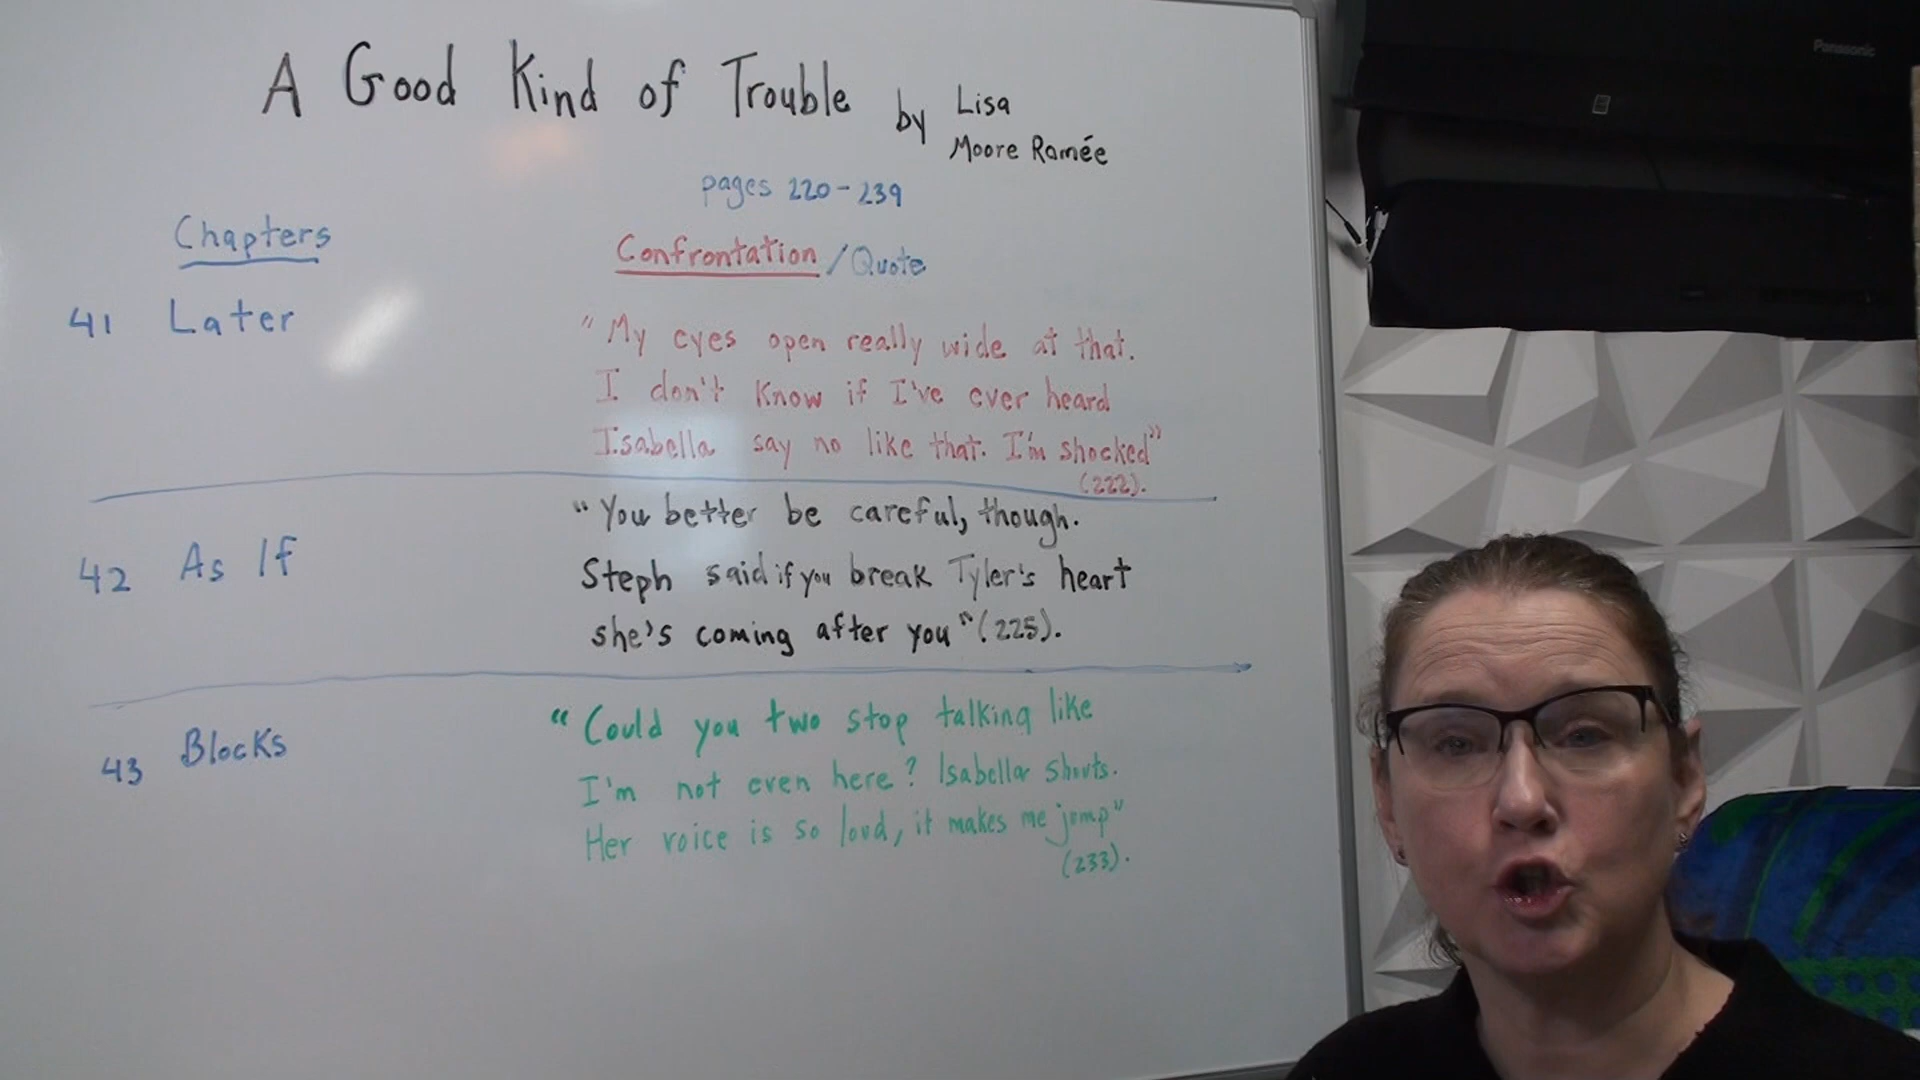 A Good Kind of Trouble by Lisa
Moore Ramée
pages 220-239
Chapters
Confrontation / Quote
41 Later
"My eyes open really wide at that.
I don't know if I've ever heard
Isabella say no like that. I'm shocked"
(222).
42 As If
"You better be careful, though.
Steph said if you break Tyler's heart
she's coming after you" (225).
43 Blocks
"Could you two stop talking like
I'm not even here? Isabella shouts.
Her voice is so loud, it makes me jump"
(233).
Panasonic